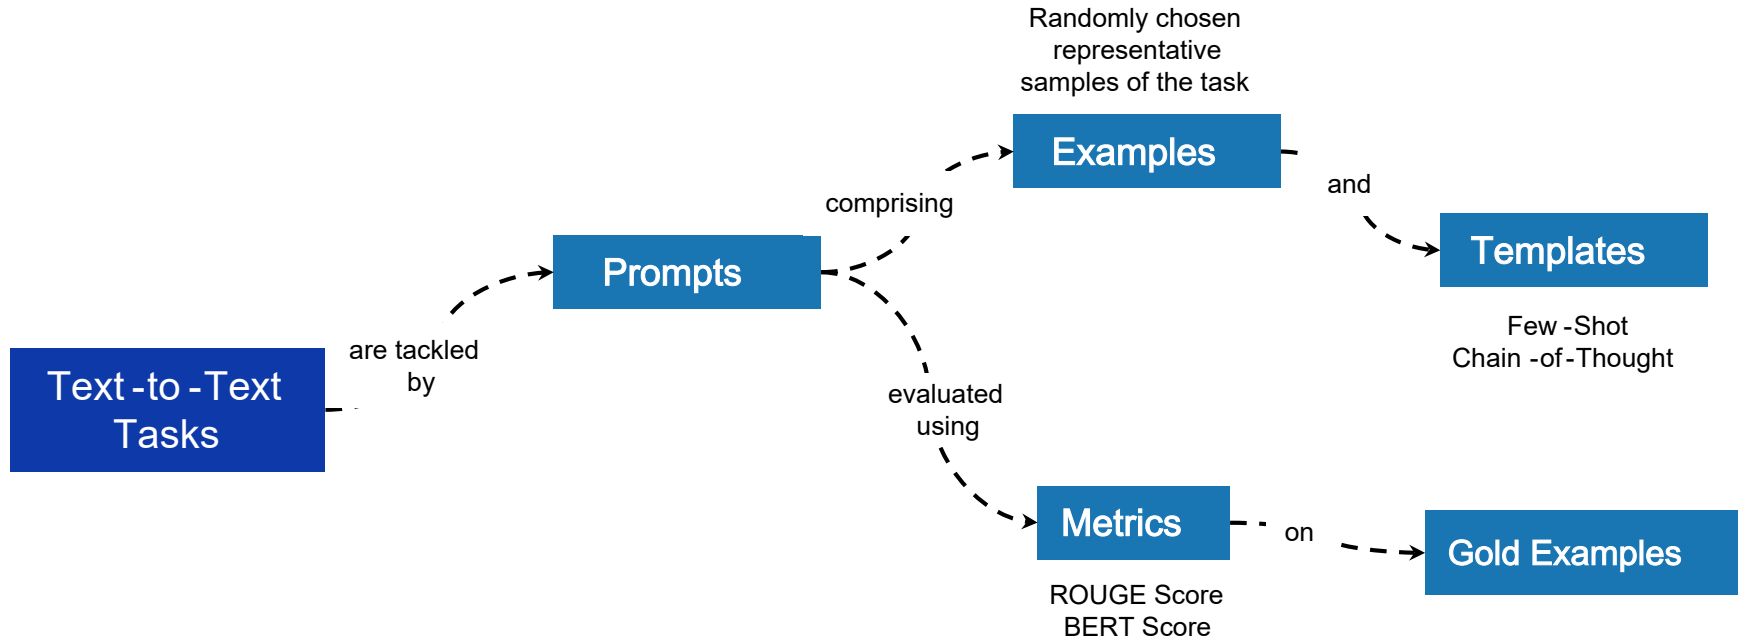 Randomly chosen
representative
samples of the task
Examples
and
comprising
Templates
Prompts
Few-Shot
Chain-of-Thought
are tackled
by
Text-to-Text
Tasks
evaluated
using
Metrics
on
Gold Examples
ROUGE Score
BERT Score